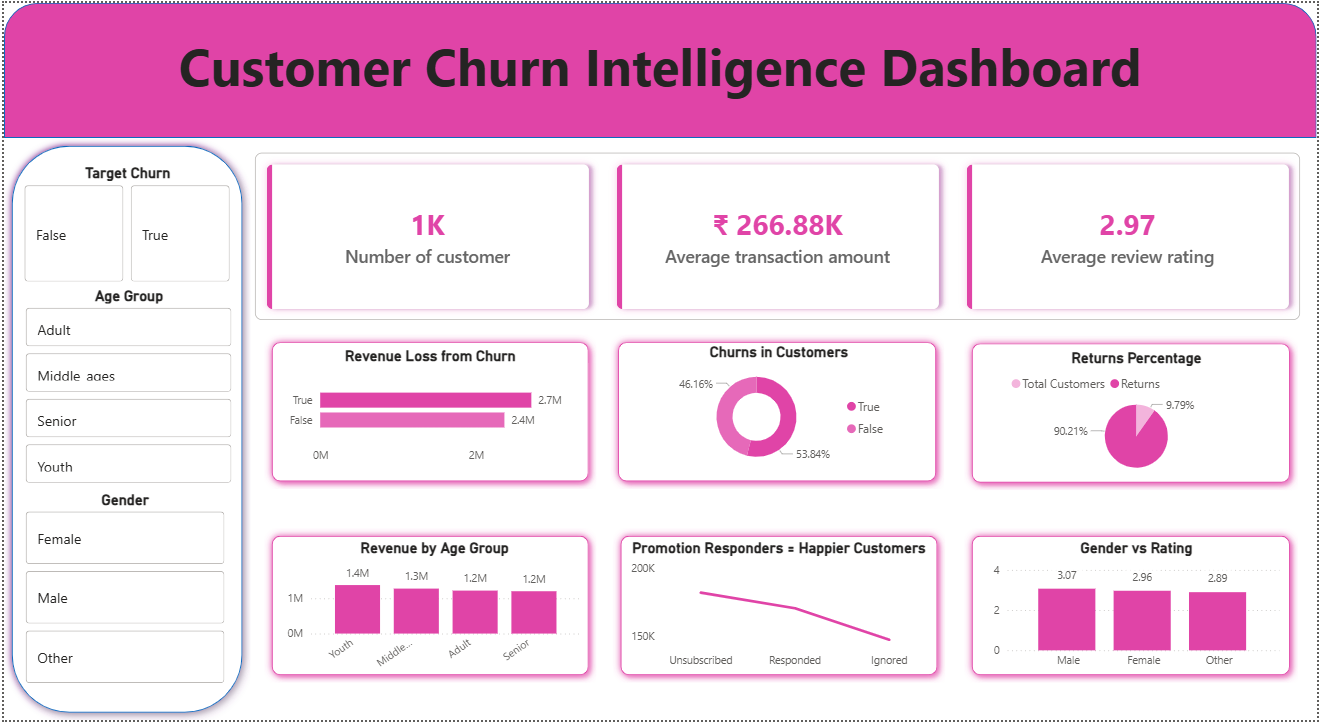 Customer Churn Intelligence Dashboard
Target Churn
False
True
Age Group
Adult
Middle ages
Senior
Youth
Gender
Female
Male
Other
1K
Number of customer
₹ 266.88K
Average transaction amount
2.97
Average review rating
Revenue Loss from Churn
True
2.7M
False
2.4M
0M
2M
Churns in Customers
46.16%
True
False
53.84%
Returns Percentage
Total Customers
Returns
9.79%
90.21%
Revenue by Age Group
1.4M
1.3M
1.2M
1.2M
1M
0M
Youth
Middle...
Adult
Senior
Promotion Responders = Happier Customers
200K
150K
Unsubscribed
Responded
Ignored
Gender vs Rating
4
3.07
2.96
2.89
2
0
Male
Female
Other